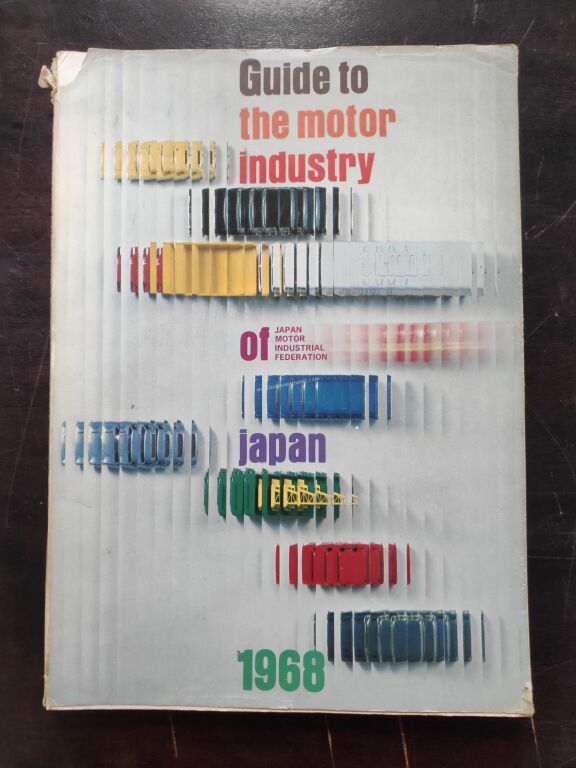 Guide to
the motor
industry
of
JAPAN
MOTOR
INDUSTRIAL
FEDERATION
japan
1968